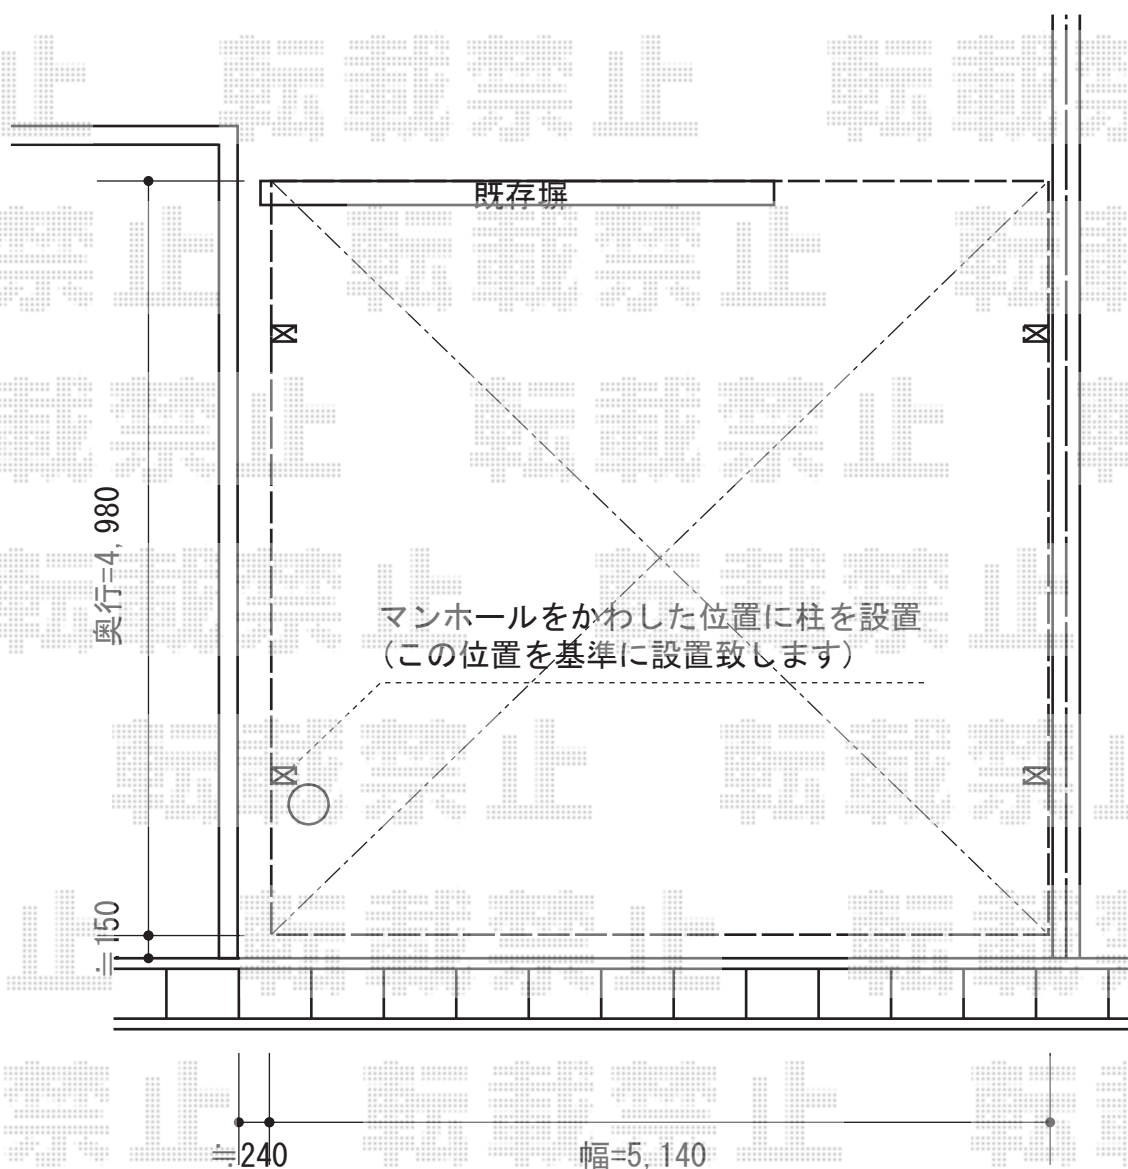 転載禁止
既存塀
奥行=4,980
マンホールをかわした位置に柱を設置
(この位置を基準に設置致します)
≒150
≒240
幅=5,140